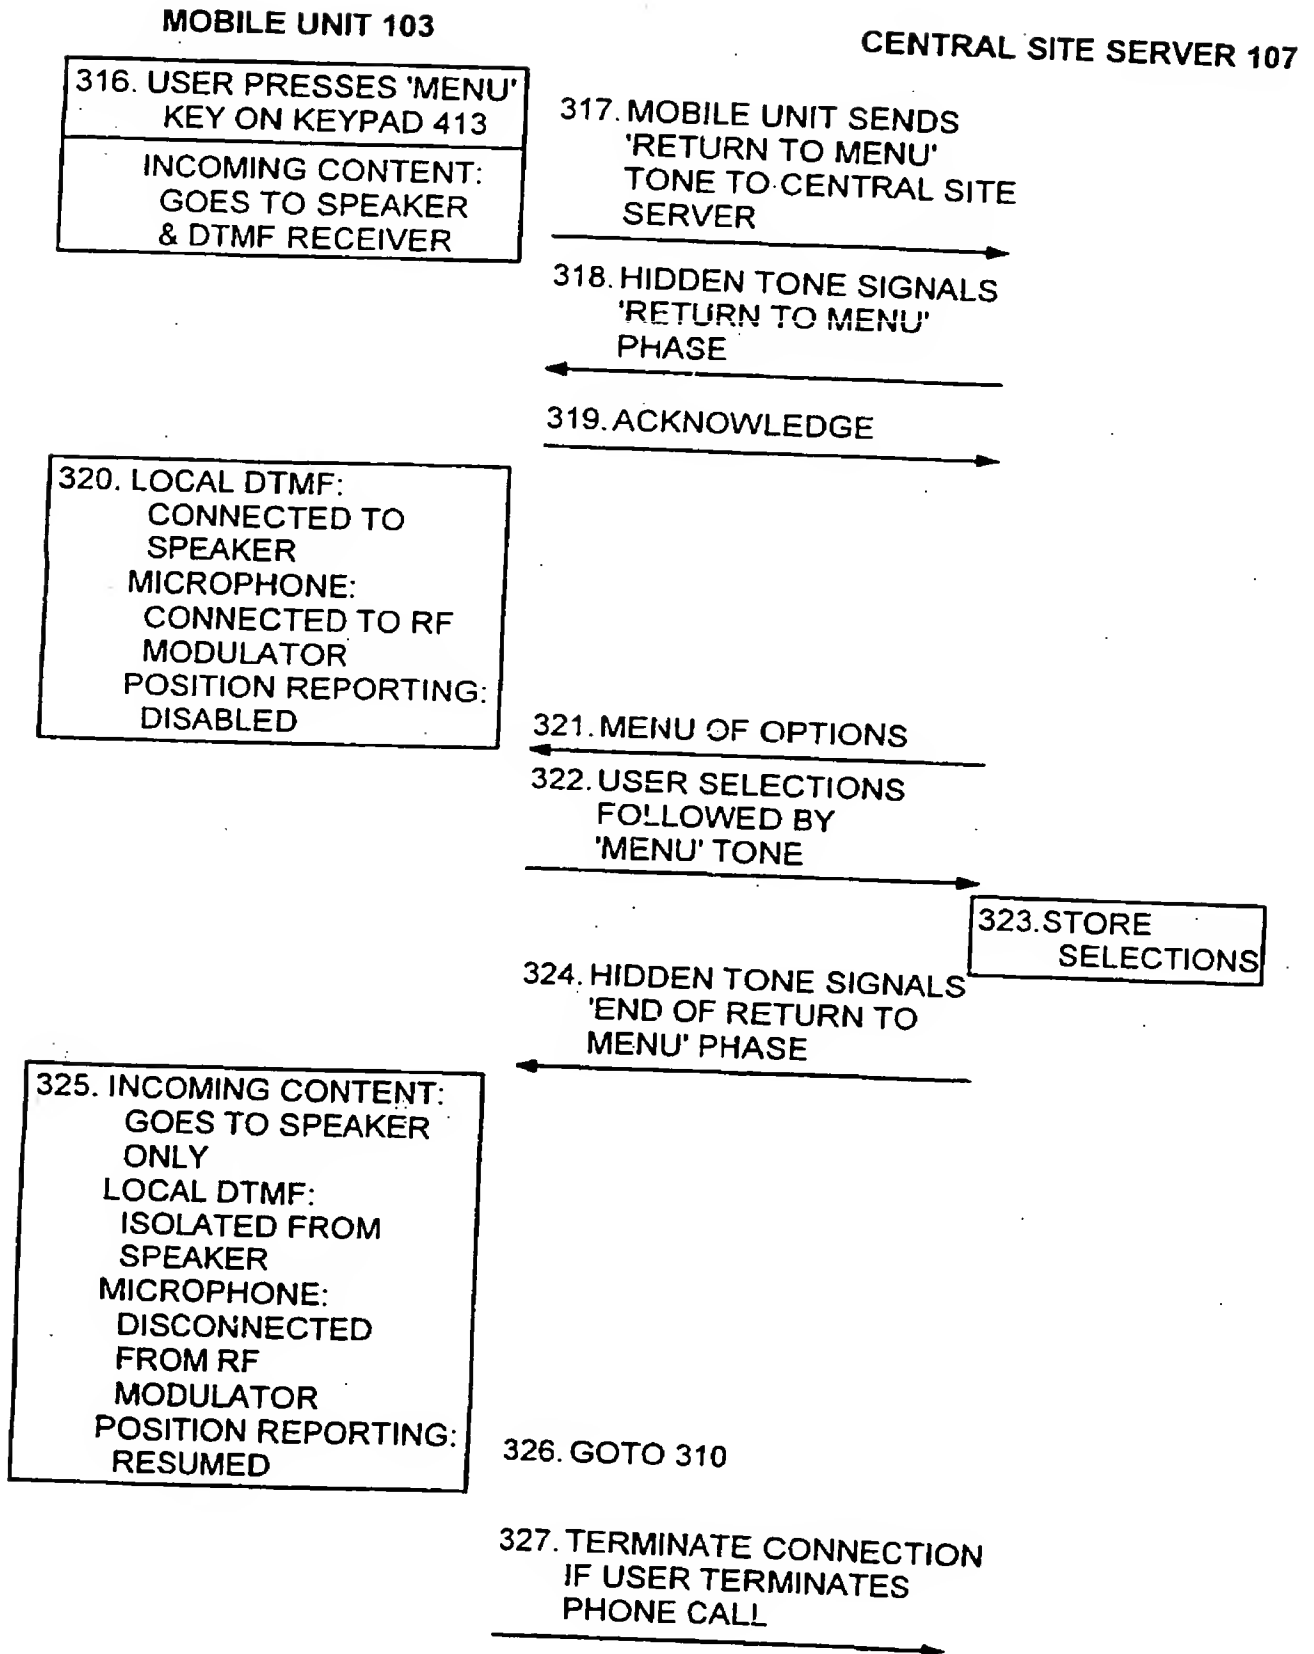 MOBILE UNIT 103
CENTRAL SITE SERVER 107
316. USER PRESSES 'MENU'
KEY ON KEYPAD 413
INCOMING CONTENT:
GOES TO SPEAKER
& DTMF RECEIVER
317. MOBILE UNIT SENDS
'RETURN TO MENU'
TONE TO CENTRAL SITE
SERVER
318. HIDDEN TONE SIGNALS
'RETURN TO MENU'
PHASE
319. ACKNOWLEDGE
320. LOCAL DTMF:
CONNECTED TO
SPEAKER
MICROPHONE:
CONNECTED TO RF
MODULATOR
POSITION REPORTING:
DISABLED
321. MENU OF OPTIONS
322. USER SELECTIONS
FOLLOWED BY
'MENU' TONE
323. STORE
SELECTIONS
324. HIDDEN TONE SIGNALS
'END OF RETURN TO
MENU' PHASE
325. INCOMING CONTENT:
GOES TO SPEAKER
ONLY
LOCAL DTMF:
ISOLATED FROM
SPEAKER
MICROPHONE:
DISCONNECTED
FROM RF
MODULATOR
POSITION REPORTING:
RESUMED
326. GOTO 310
327. TERMINATE CONNECTION
IF USER TERMINATES
PHONE CALL